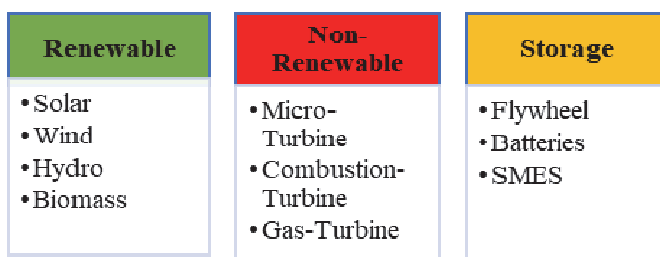 Renewable
•Solar
•Wind
•Hydro
•Biomass
Non-
Renewable
•Micro-
Turbine
•Combustion-
Turbine
•Gas-Turbine
Storage
•Flywheel
•Batteries
•SMES